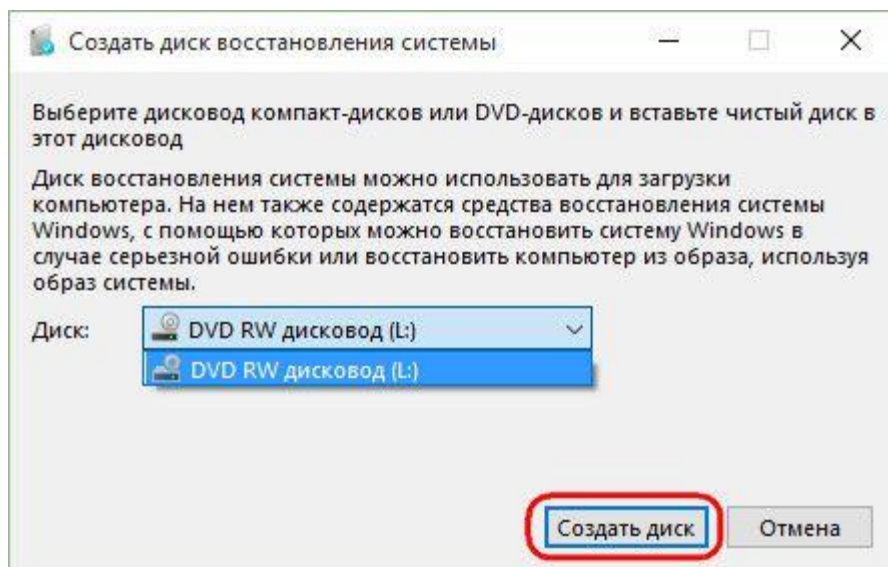 Создать диск восстановления системы
Выберите дисковод компакт-дисков или DVD-дисков и вставьте чистый диск в
этот дисковод
Диск восстановления системы можно использовать для загрузки
компьютера. На нем также содержатся средства восстановления системы
Windows, с помощью которых можно восстановить систему Windows в
случае серьезной ошибки или восстановить компьютер из образа, используя
образ системы.
Диск: DVD RW дисковод (L:)
DVD RW дисковод (L:)
Создать диск Отмена